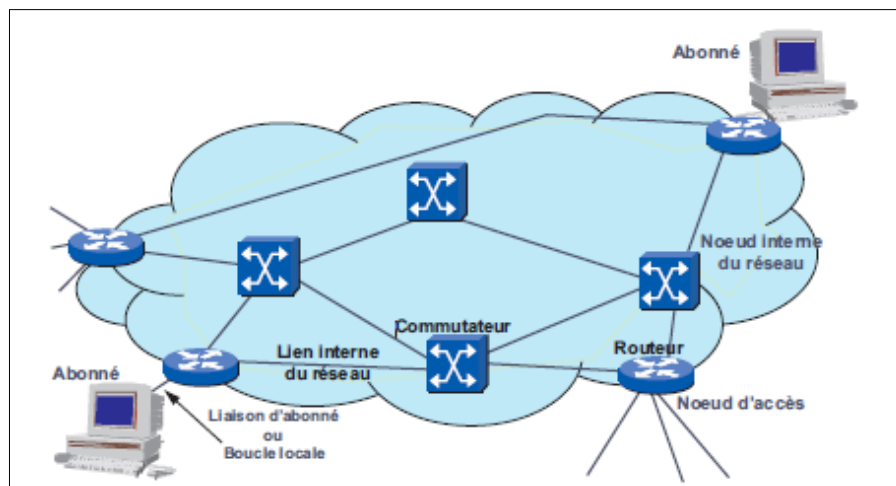 Abonné
Noeud interne
du réseau
Commutateur
Lien interne
du réseau
Routeur
Abonné
Noeud d'accès
Liaison d'abonné
ou
Boucle locale